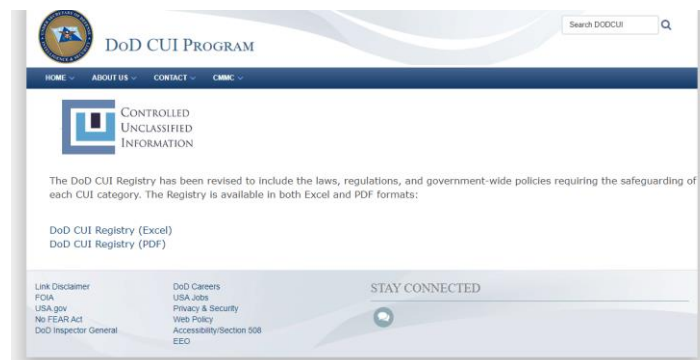 Search DODCUI
DOD CUI PROGRAM
HOME ABOUT US CONTACT CMMC
CONTROLLED
UNCLASSIFIED
INFORMATION
The DoD CUI Registry has been revised to include the laws, regulations, and government-wide policies requiring the safeguarding of
each CUI category. The Registry is available in both Excel and PDF formats:
DoD CUI Registry (Excel)
DoD CUI Registry (PDF)
Link Disclaimer
FOIA
USA.gov
No FEAR Act
DoD Inspector General
DoD Careers
USA Jobs
Privacy & Security
Web Policy
Accessibility/Section 508
EEO
STAY CONNECTED